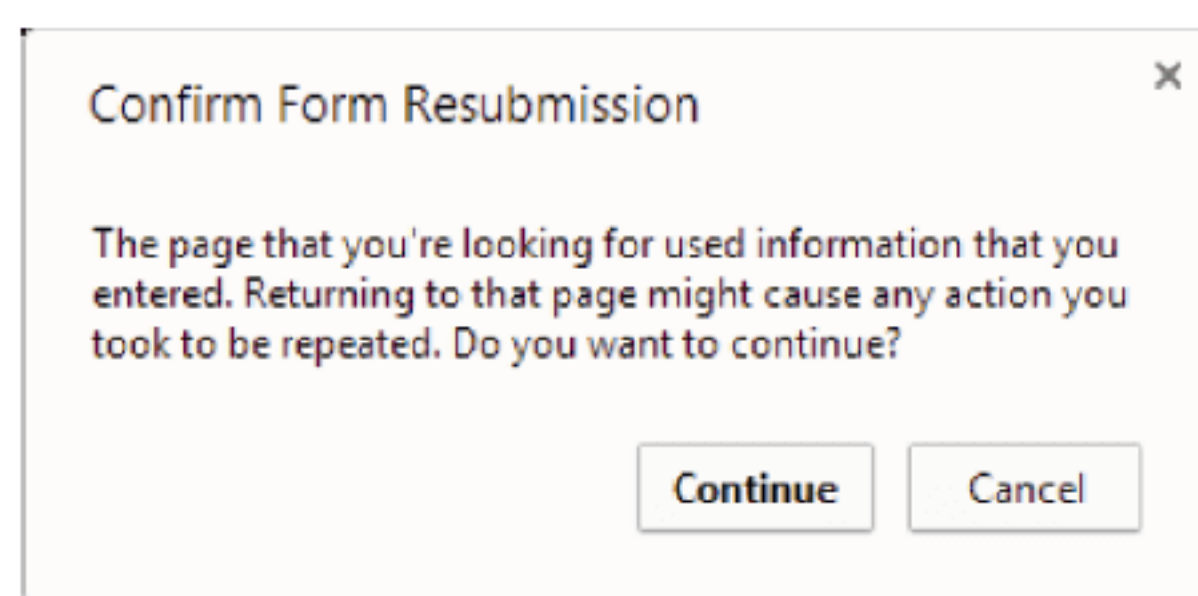 Confirm Form Resubmission
The page that you're looking for used information that you
entered. Returning to that page might cause any action you
took to be repeated. Do you want to continue?
Continue Cancel